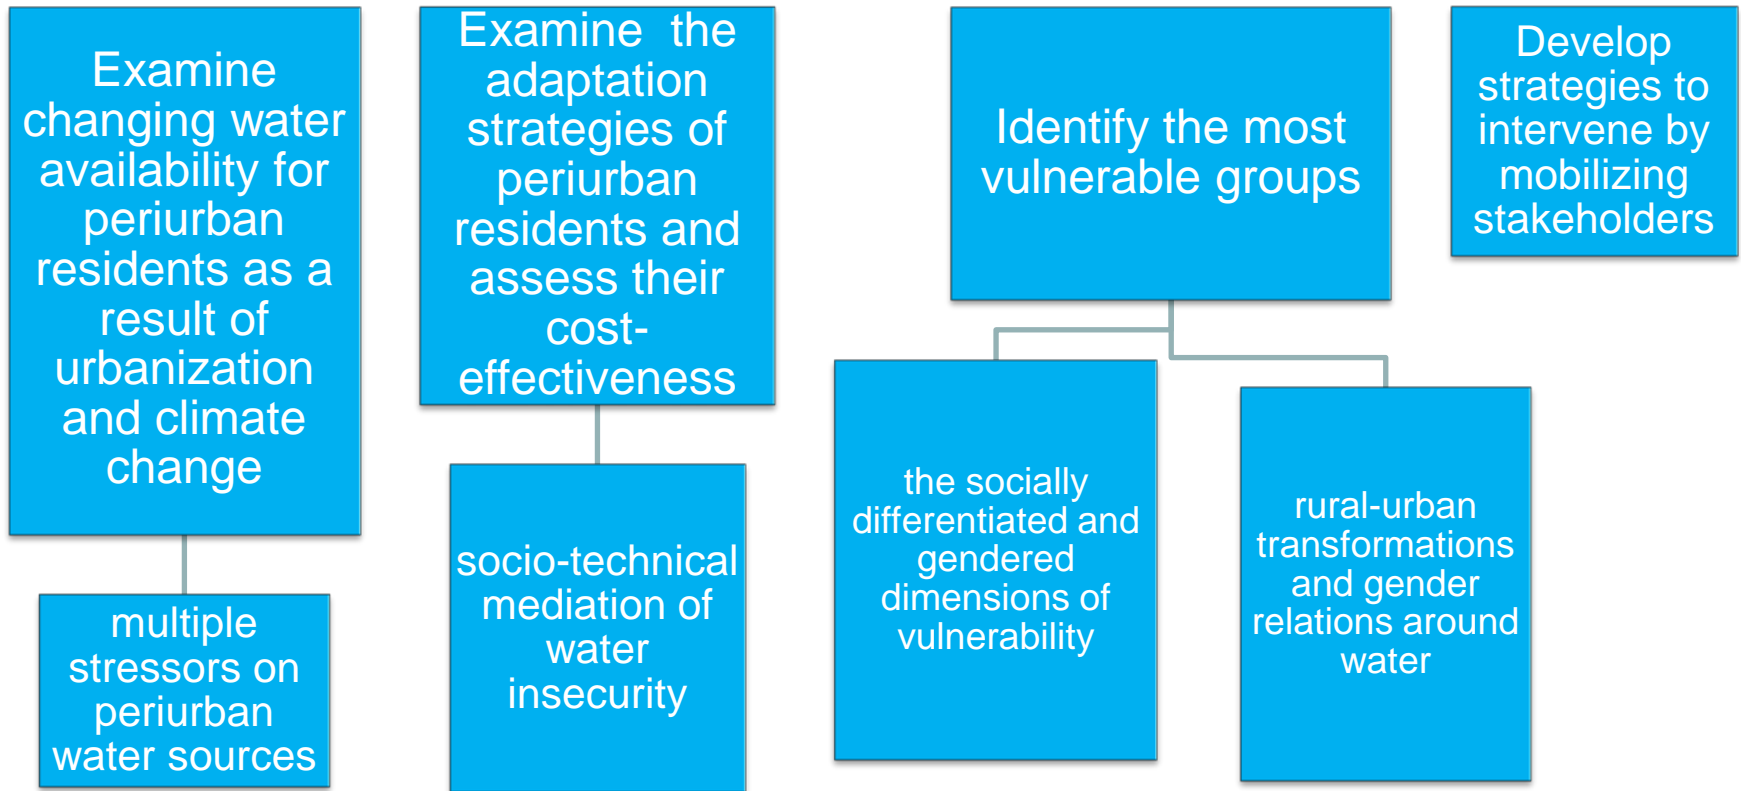 Examine
changing water
availability for
periurban
residents as a
result of
urbanization
and climate
change
multiple
stressors on
periurban
water sources
Examine  the
adaptation
strategies of
periurban
residents and
assess their
cost-
effectiveness
socio-technical
mediation of
water
insecurity
Identify the most
vulnerable groups
the socially
differentiated and
gendered
dimensions of
vulnerability
rural-urban
transformations
and gender
relations around
water
Develop
strategies to
intervene by
mobilizing
stakeholders